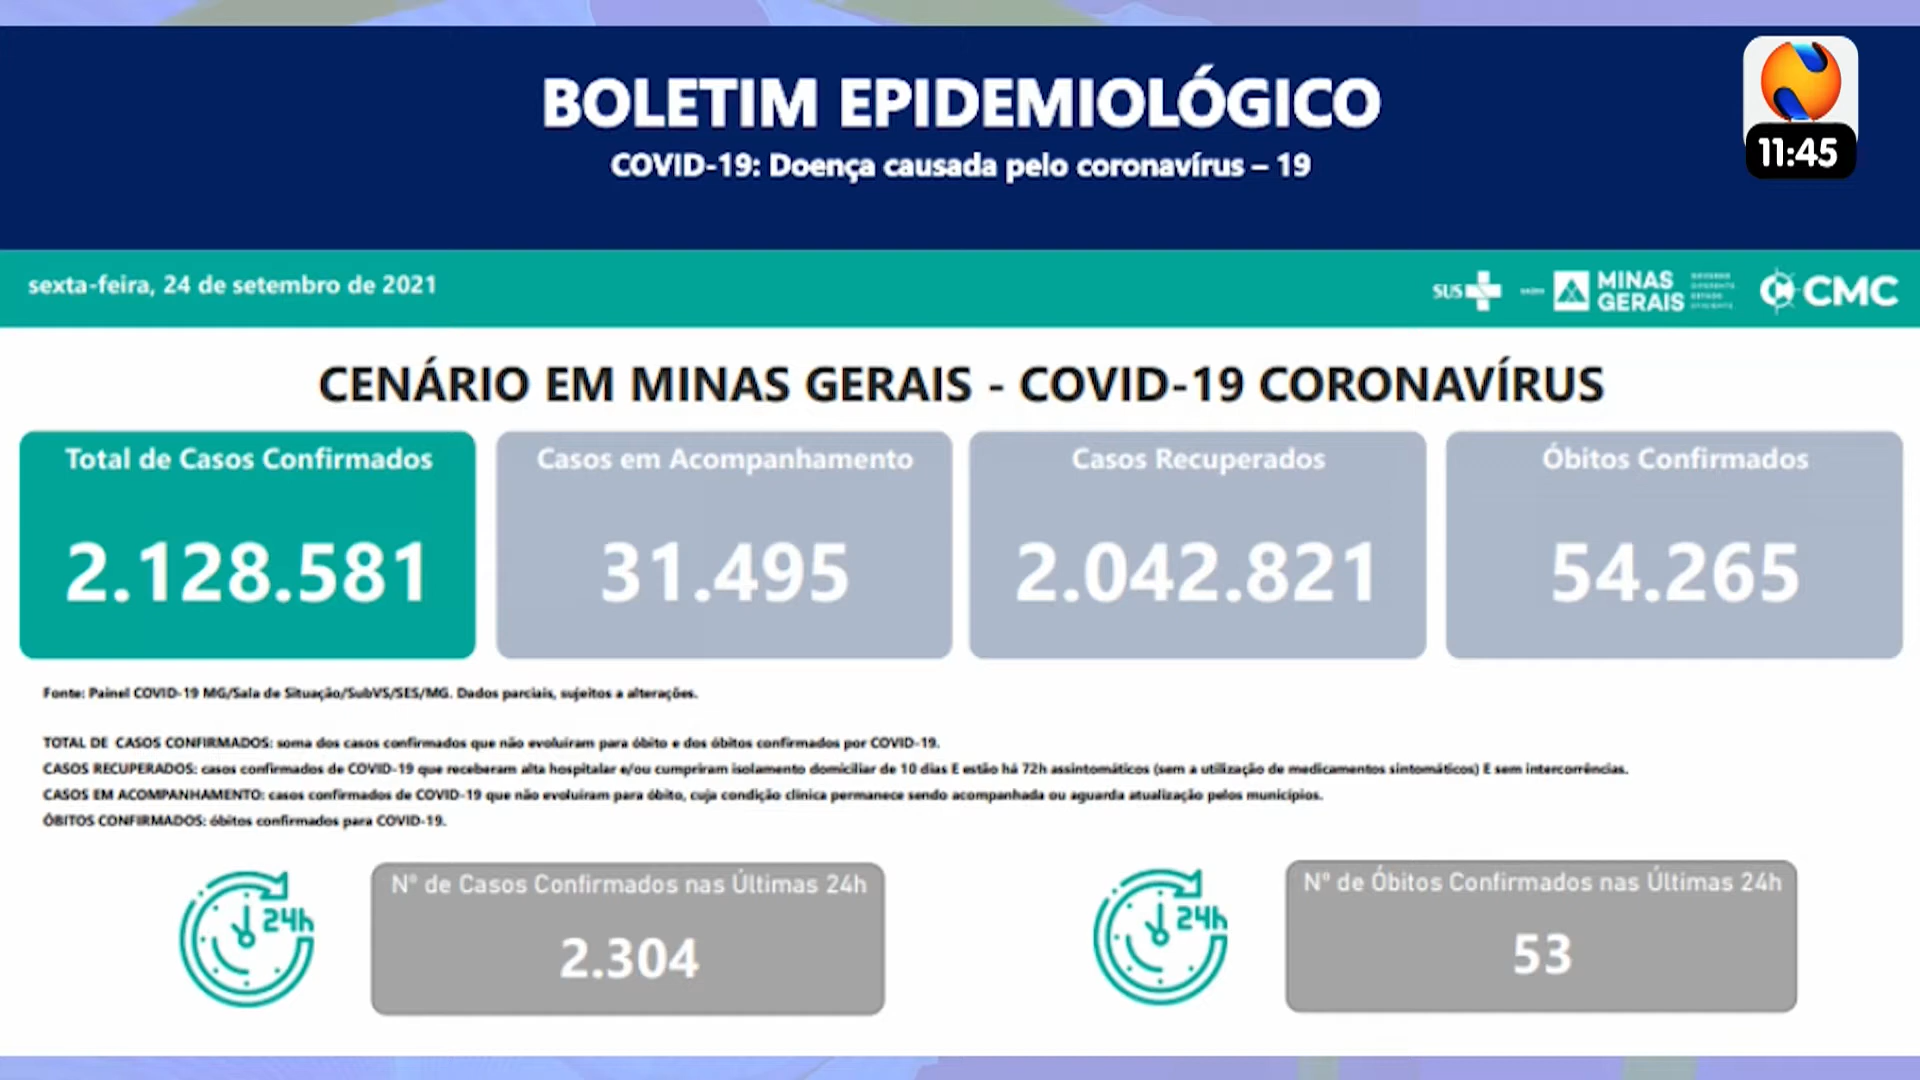 BOLETIM EPIDEMIOLÓGICO
COVID-19: Doença causada pelo coronavírus – 19
11:45
sexta-feira, 24 de setembro de 2021
SUS
MINAS
GERAIS
CMC
CENÁRIO EM MINAS GERAIS - COVID-19 CORONAVÍRUS
Total de Casos Confirmados
2.128.581
Casos em Acompanhamento
31.495
Casos Recuperados
2.042.821
Óbitos Confirmados
54.265
Fonte: Painel COVID-19 MG/Sala de Situação/SubVS/SES/MG. Dados parciais, sujeitos a alterações.
TOTAL DE CASOS CONFIRMADOS: soma dos casos confirmados que não evoluíram para óbito e dos óbitos confirmados por COVID-19.
CASOS RECUPERADOS: casos confirmados de COVID-19 que receberam alta hospitalar e/ou cumpriram isolamento domiciliar de 10 dias E estão há 72h assintomáticos (sem a utilização de medicamentos sintomáticos) E sem intercorrências.
CASOS EM ACOMPANHAMENTO: casos confirmados de COVID-19 que não evoluíram para óbito, cuja condição clínica permanece sendo acompanhada ou aguarda atualização pelos municípios.
ÓBITOS CONFIRMADOS: óbitos confirmados para COVID-19.
24h
N° de Casos Confirmados nas Últimas 24h
2.304
24h
N° de Óbitos Confirmados nas Últimas 24h
53